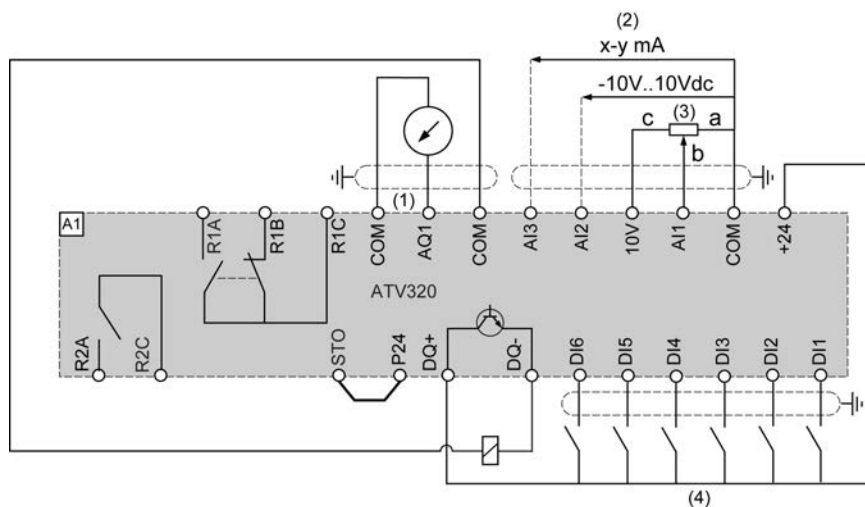 (2)
x-y mA
-10V..10Vdc
(3)
c
a
b
(1)
A1
R1A
R1B
R1C
COM
AQ1
COM
AI3
AI2
10V
AI1
COM
+24
ATV320
R2A
R2C
STO
P24
DQ+
DQ-
DI6
DI5
DI4
DI3
DI2
DI1
(4)